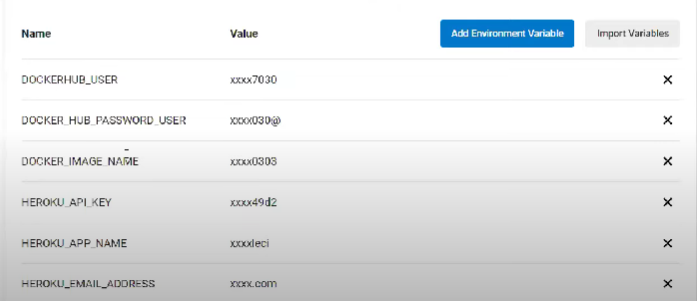 Name Value Add Environment Variable Import Variables
DOCKERHUB_USER xxxx7030
DOCKER_HUB_PASSWORD_USER xxxx030@
DOCKER_IMAGE_NAME xxxx0303
HEROKU_API_KEY xxxx49d2
HEROKU_APP_NAME xxxxleci
HEROKU_EMAIL_ADDRESS xxxx.com